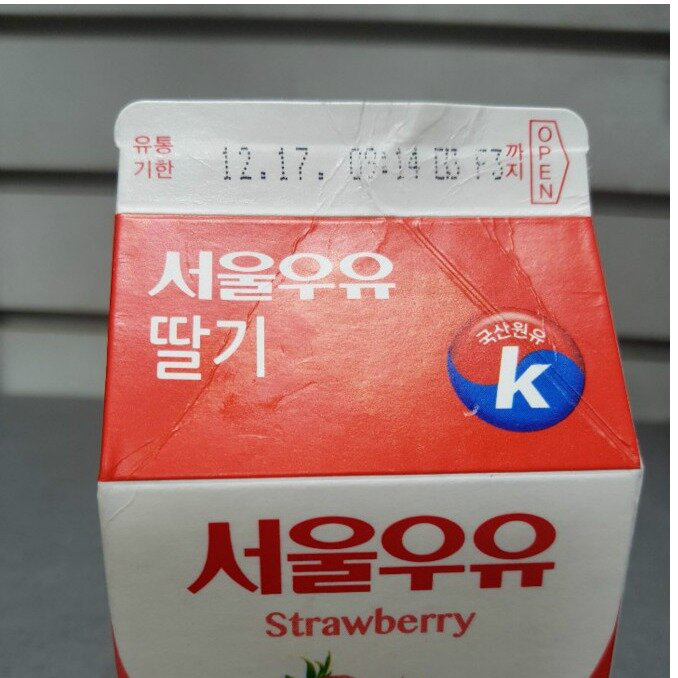 유통
기한
12.17. 09:14 F3
까지
OPEN
서울우유
딸기
국산원유
k
서울우유
Strawberry